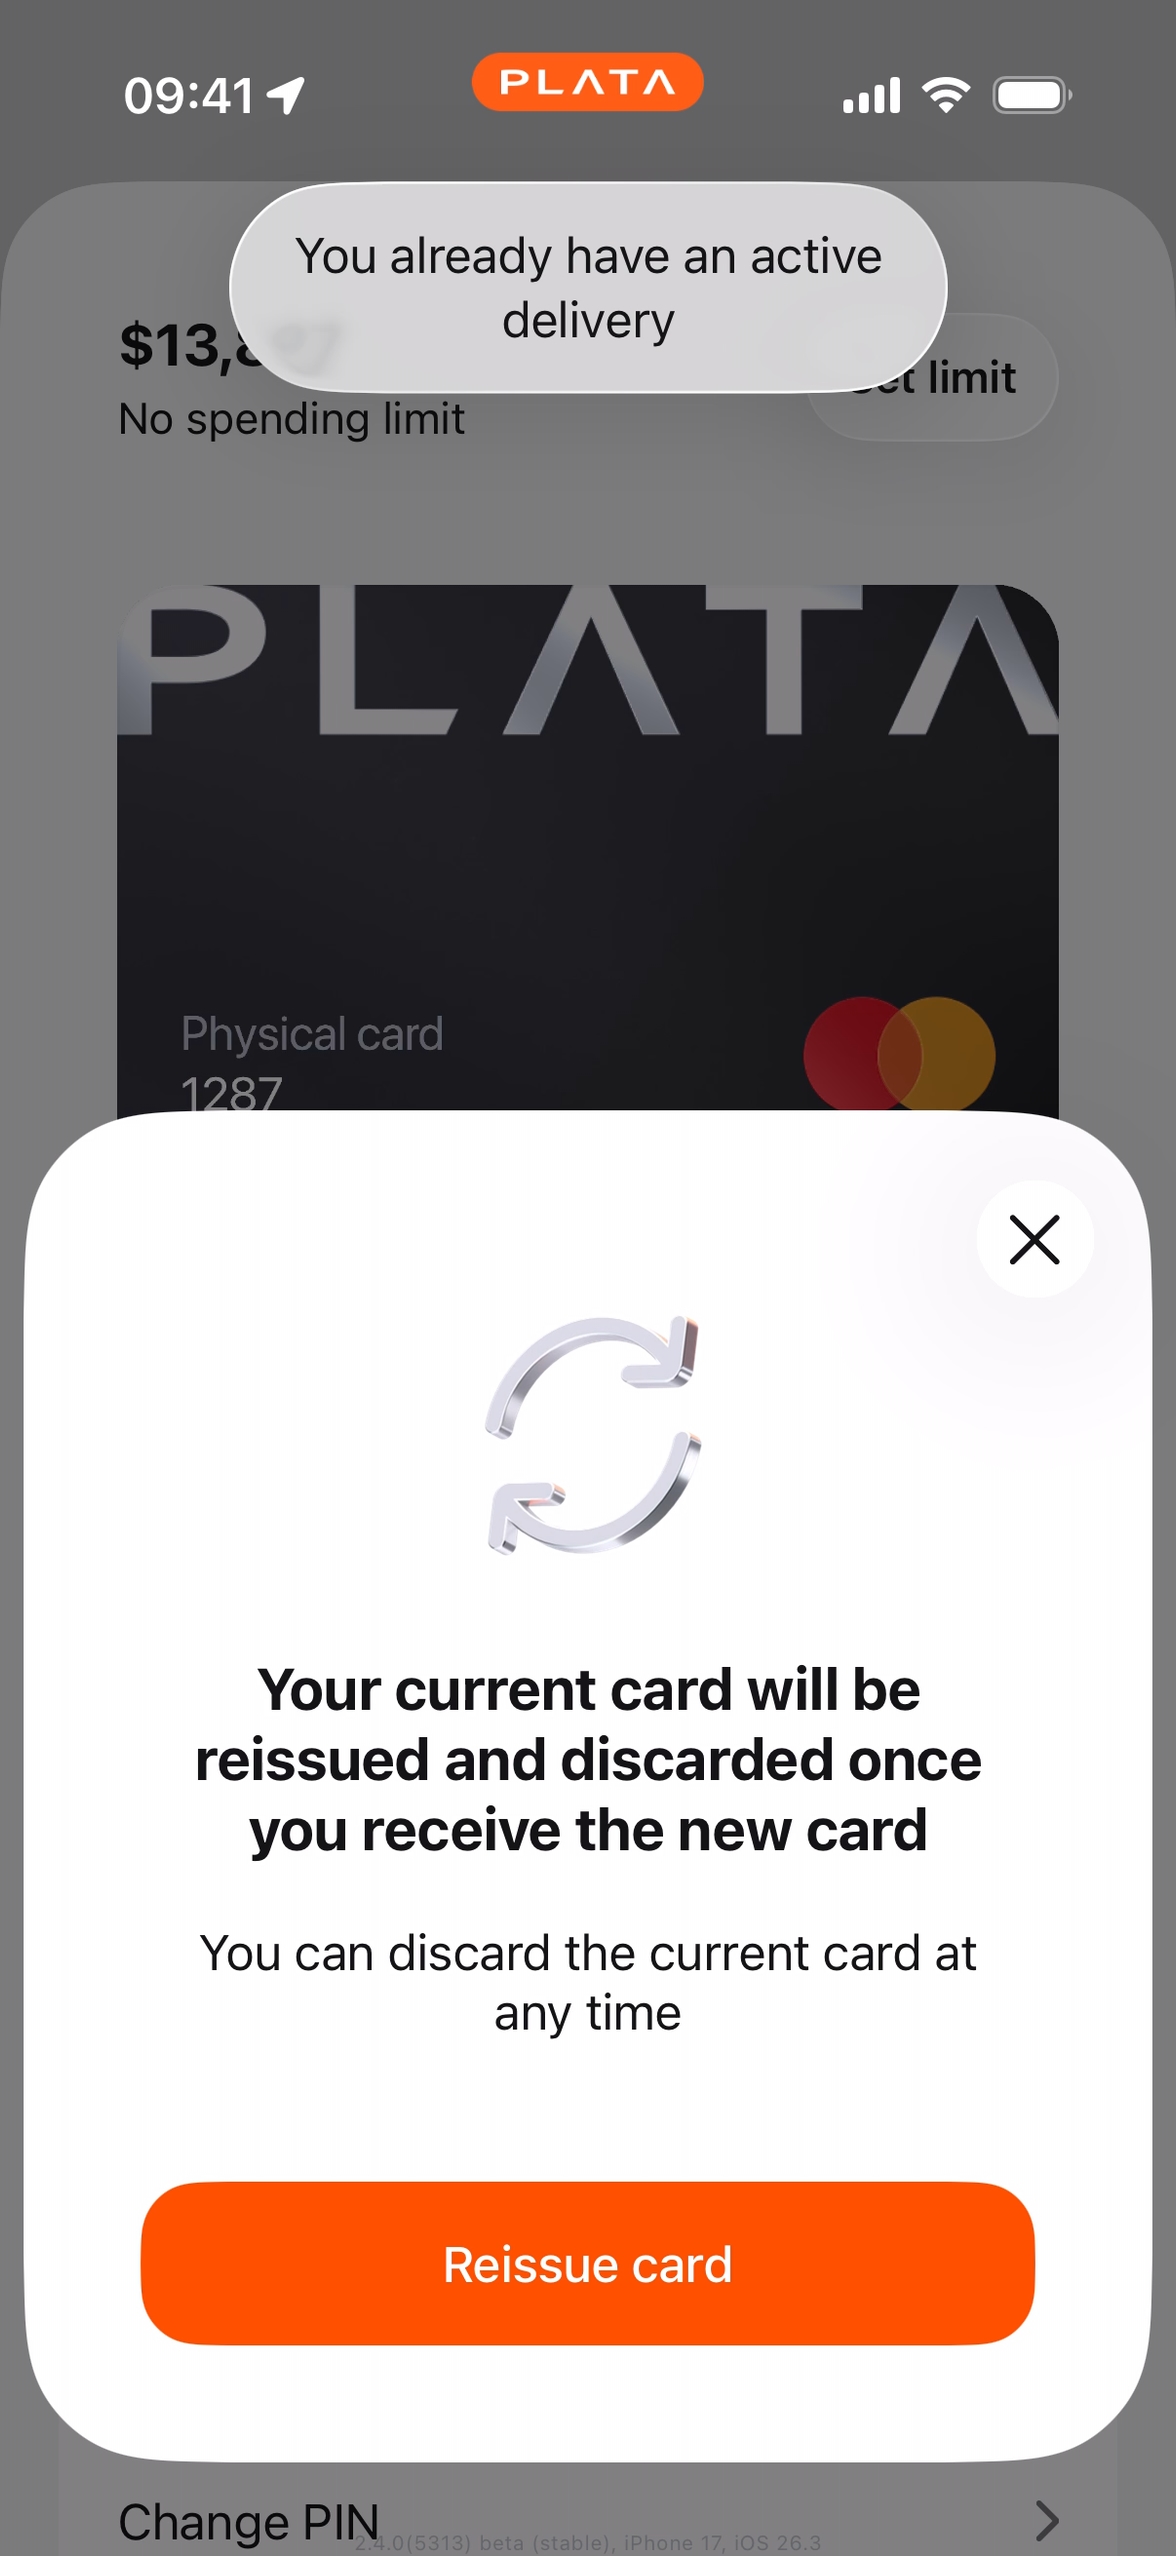 09:41
PLATA
You already have an active
delivery
No spending limit
limit
PLATA
Physical card
1287
Your current card will be
reissued and discarded once
you receive the new card
You can discard the current card at
any time
Reissue card
Change PIN
2.4.0(5313) beta (stable), iPhone 17, iOS 26.3